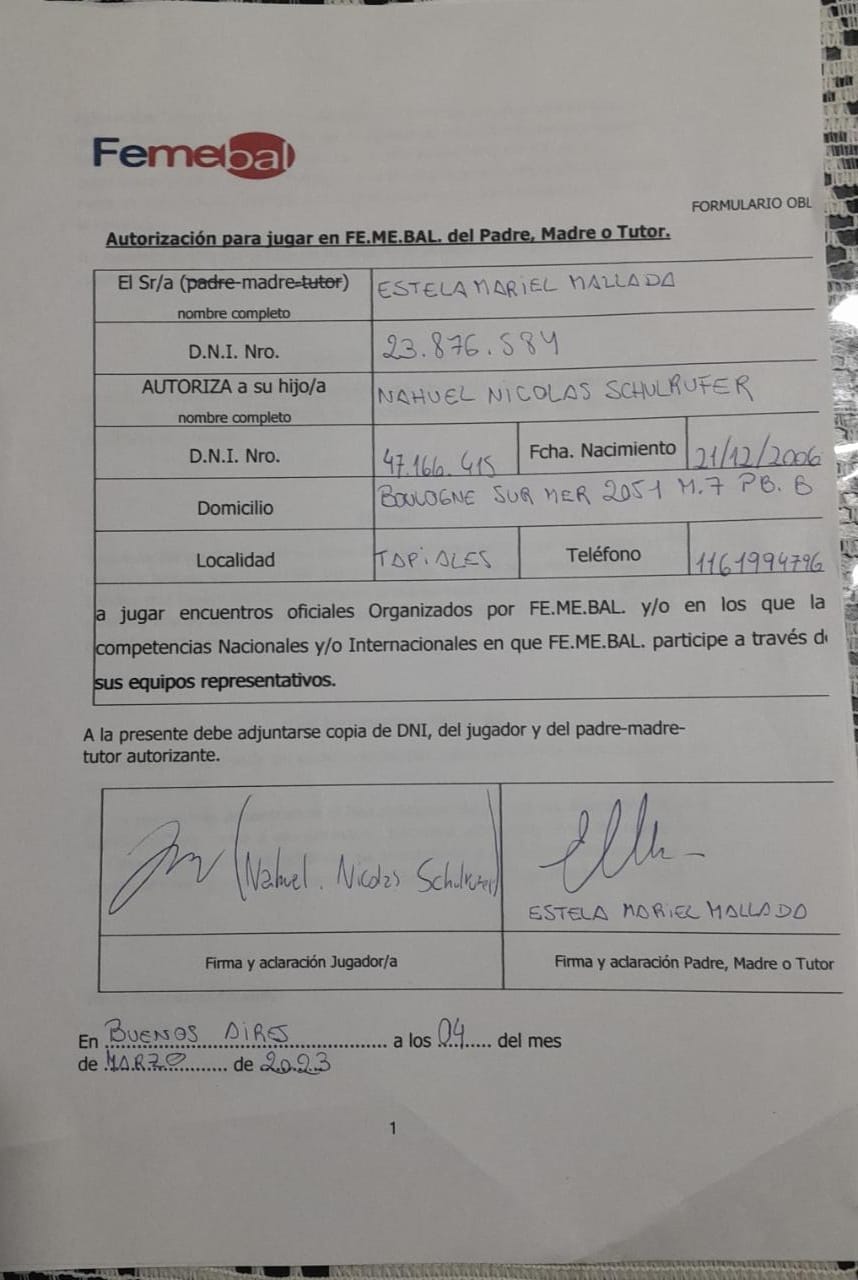 Femebal
FORMULARIO OBL
Autorización para jugar en FE.ME.BAL. del Padre, Madre o Tutor.
El Sr/a (padre-madre-tutor) ESTELA MARIEL MALLADA
nombre completo
D.N.I. Nro. 23.876.584
AUTORIZA a su hijo/a NAHUEL NICOLAS SCHULRUFER
nombre completo
D.N.I. Nro. 47.166.415 Fcha. Nacimiento 21/12/2006
Domicilio BOULOGNE SUR MER 2051 M.7 PB. B
Localidad TAPIALES Teléfono 1161994796
a jugar encuentros oficiales Organizados por FE.ME.BAL. y/o en los que la
competencias Nacionales y/o Internacionales en que FE.ME.BAL. participe a través d
sus equipos representativos.
A la presente debe adjuntarse copia de DNI, del jugador y del padre-madre-
tutor autorizante.
(Nahuel. Nicolas Schulrufer)
ESTELA MARIEL MALLADA
Firma y aclaración Jugador/a Firma y aclaración Padre, Madre o Tutor
En BUENOS AIRES a los 04 del mes
de MARZO de 2023
1